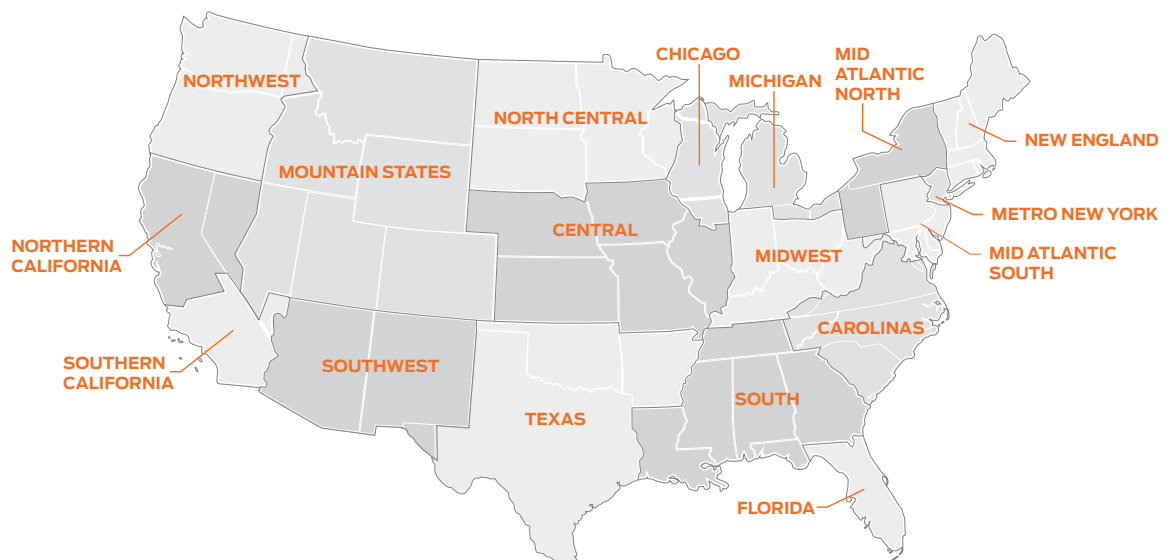 CHICAGO
MID
ATLANTIC
NORTH
MICHIGAN
NORTHWEST
NORTH CENTRAL
NEW ENGLAND
MOUNTAIN STATES
METRO NEW YORK
CENTRAL
NORTHERN
CALIFORNIA
MIDWEST
MID ATLANTIC
SOUTH
CAROLINAS
SOUTHERN
CALIFORNIA
SOUTHWEST
SOUTH
TEXAS
FLORIDA